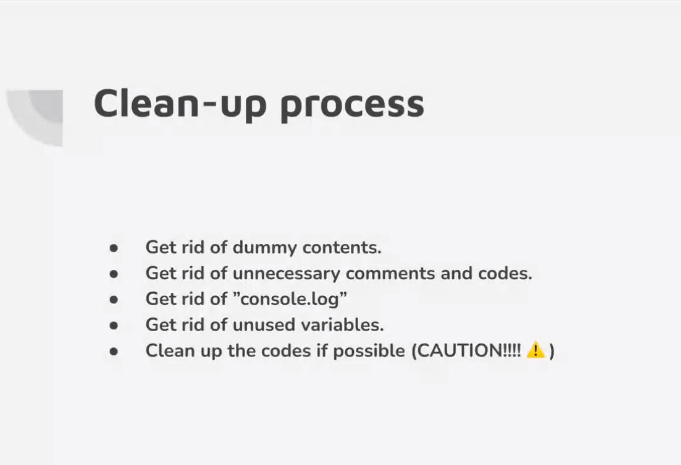 Clean-up process
● Get rid of dummy contents.
● Get rid of unnecessary comments and codes.
● Get rid of ”console.log”
● Get rid of unused variables.
● Clean up the codes if possible (CAUTION!!!! ⚠️ )